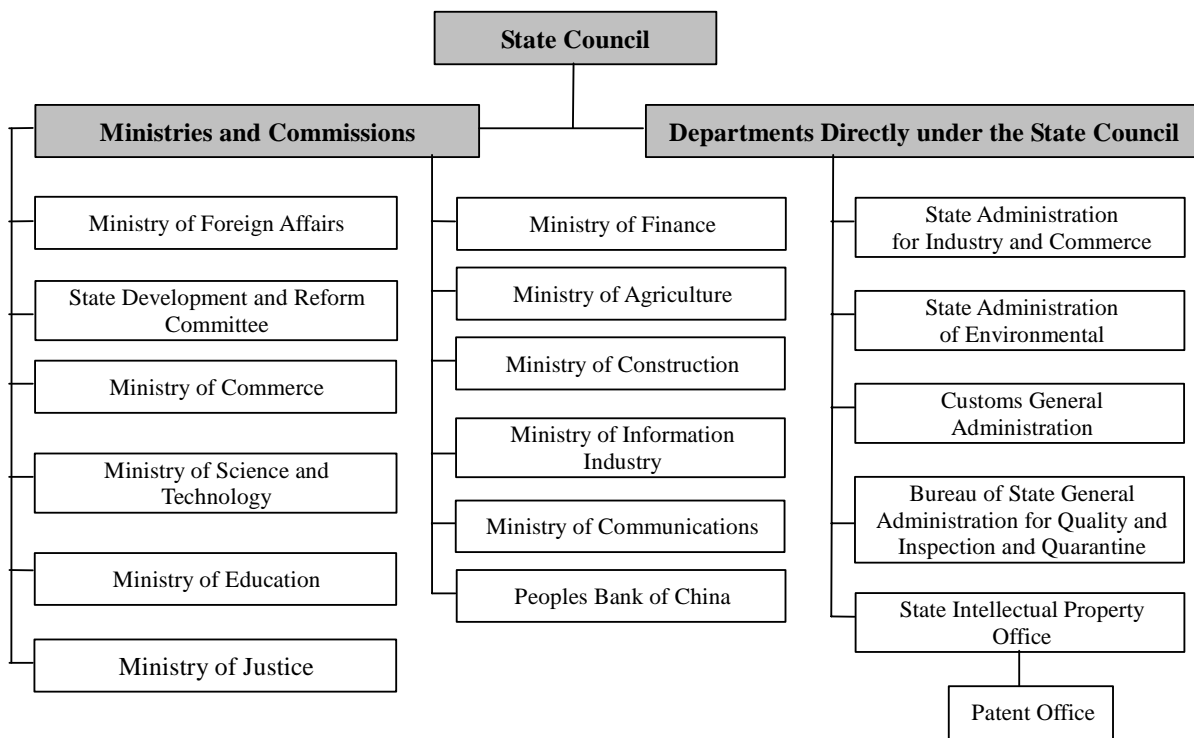 State Council
Ministries and Commissions
Departments Directly under the State Council
Ministry of Foreign Affairs
State Development and Reform
Committee
Ministry of Commerce
Ministry of Science and
Technology
Ministry of Education
Ministry of Justice
Ministry of Finance
Ministry of Agriculture
Ministry of Construction
Ministry of Information
Industry
Ministry of Communications
Peoples Bank of China
State Administration
for Industry and Commerce
State Administration
of Environmental
Customs General
Administration
Bureau of State General
Administration for Quality and
Inspection and Quarantine
State Intellectual Property
Office
Patent Office